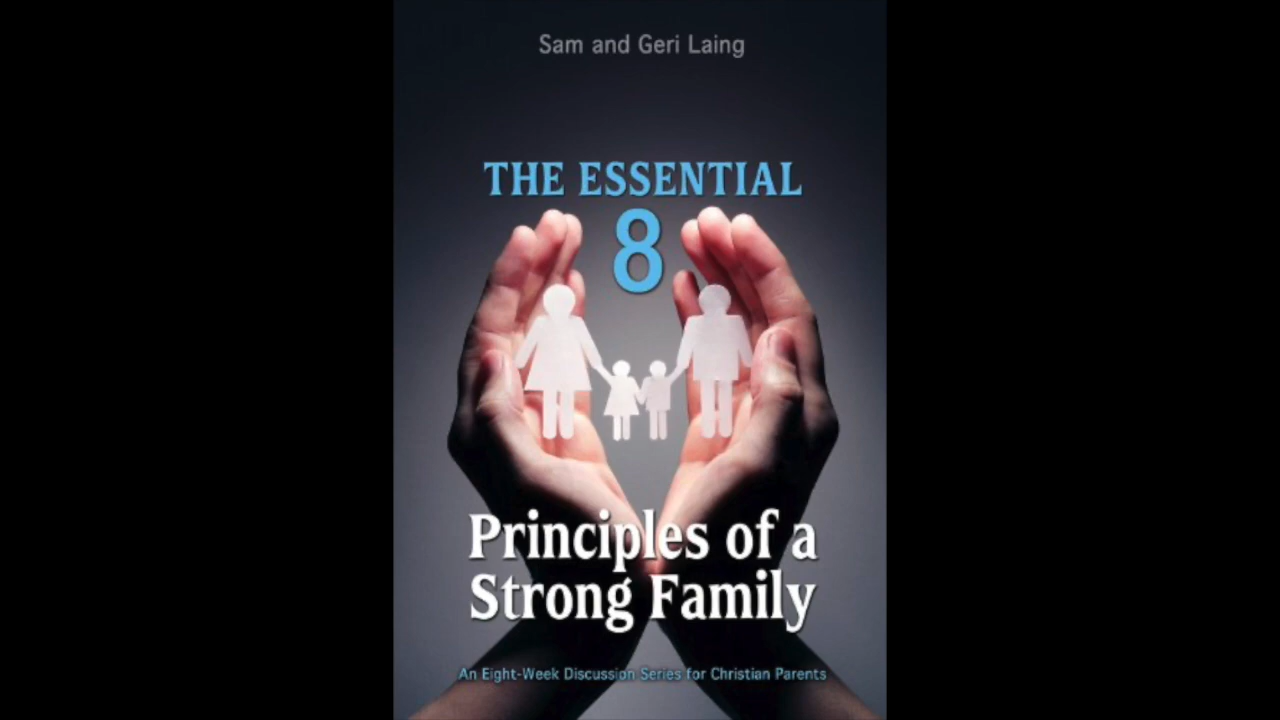 Sam and Geri Laing
THE ESSENTIAL
8
Principles of a
Strong Family
An Eight-Week Discussion Series for Christian Parents